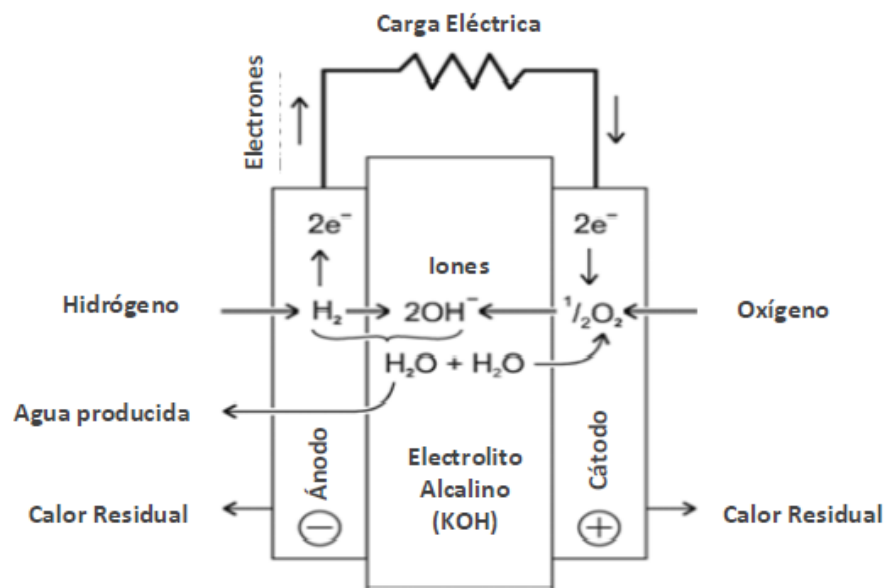 Carga Eléctrica
Electrones
2e⁻
2e⁻
Iones
Hidrógeno
H₂
2OH⁻
¹/₂O₂
Oxígeno
H₂O + H₂O
Agua producida
Ánodo
Electrolito
Alcalino
(KOH)
Cátodo
Calor Residual
−
+
Calor Residual